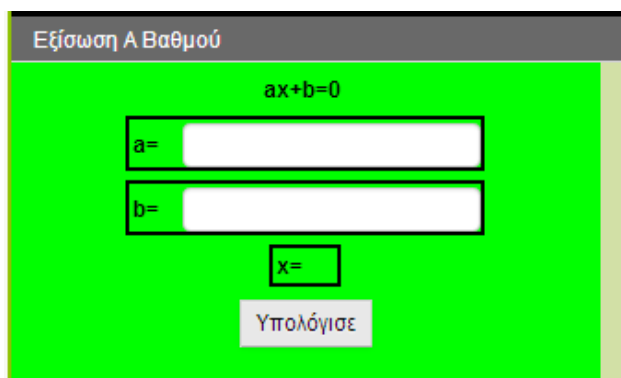 Εξίσωση Α Βαθμού
ax+b=0
a=
b=
x=
Υπολόγισε